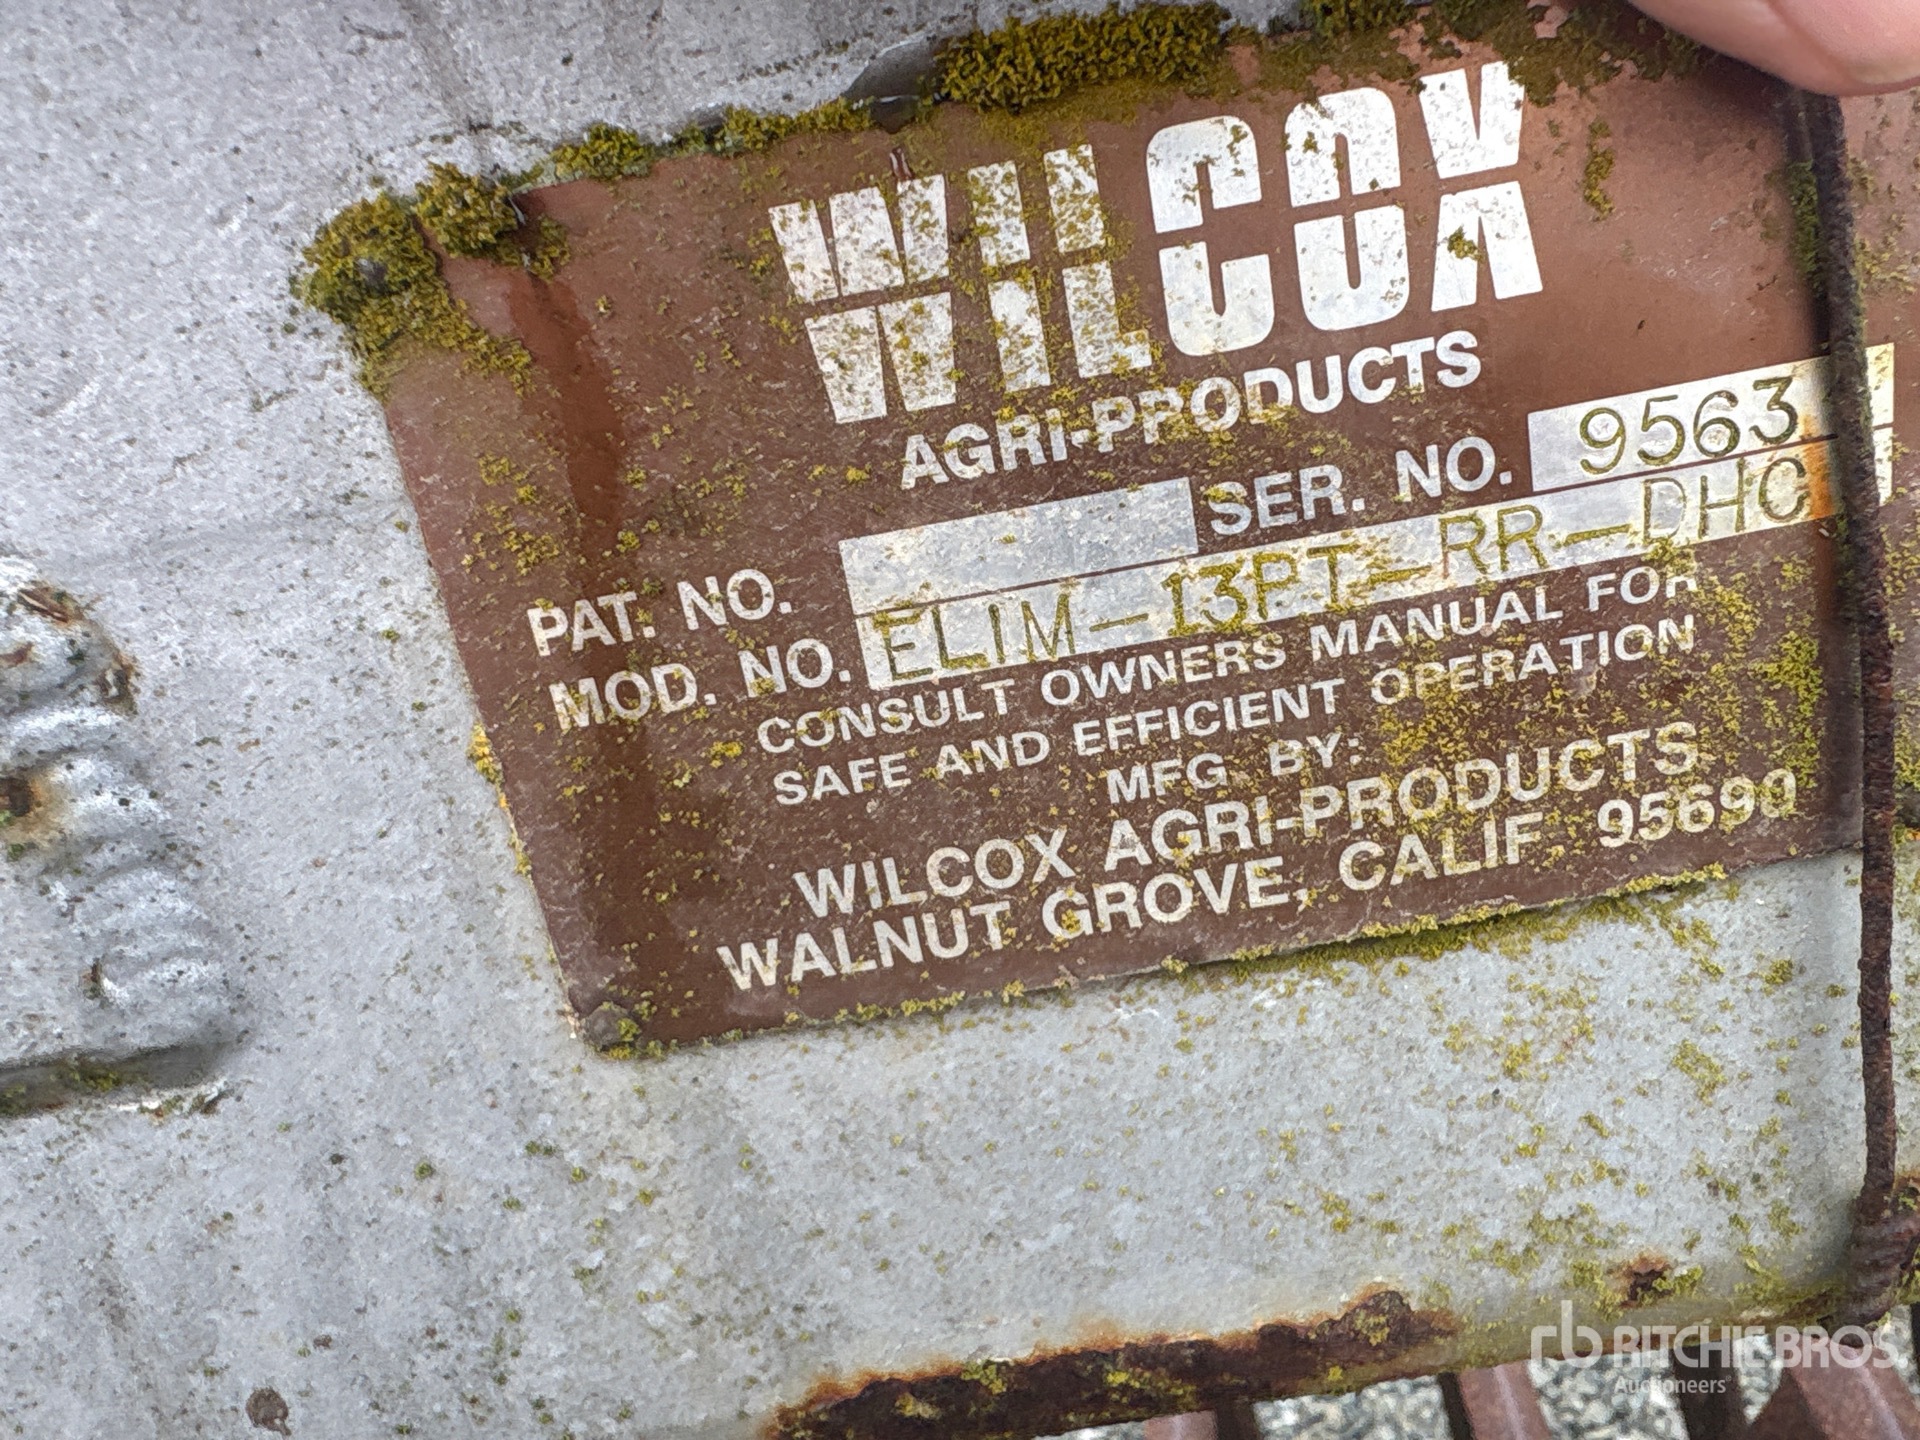 WILCOX
AGRI-PRODUCTS
PAT. NO. SER. NO. 9563
MOD. NO. ELIM-13PT-RR-DHC
CONSULT OWNERS MANUAL FOR
SAFE AND EFFICIENT OPERATION
MFG. BY:
WILCOX AGRI-PRODUCTS
WALNUT GROVE, CALIF 95690
rb RITCHIE BROS.
Auctioneers